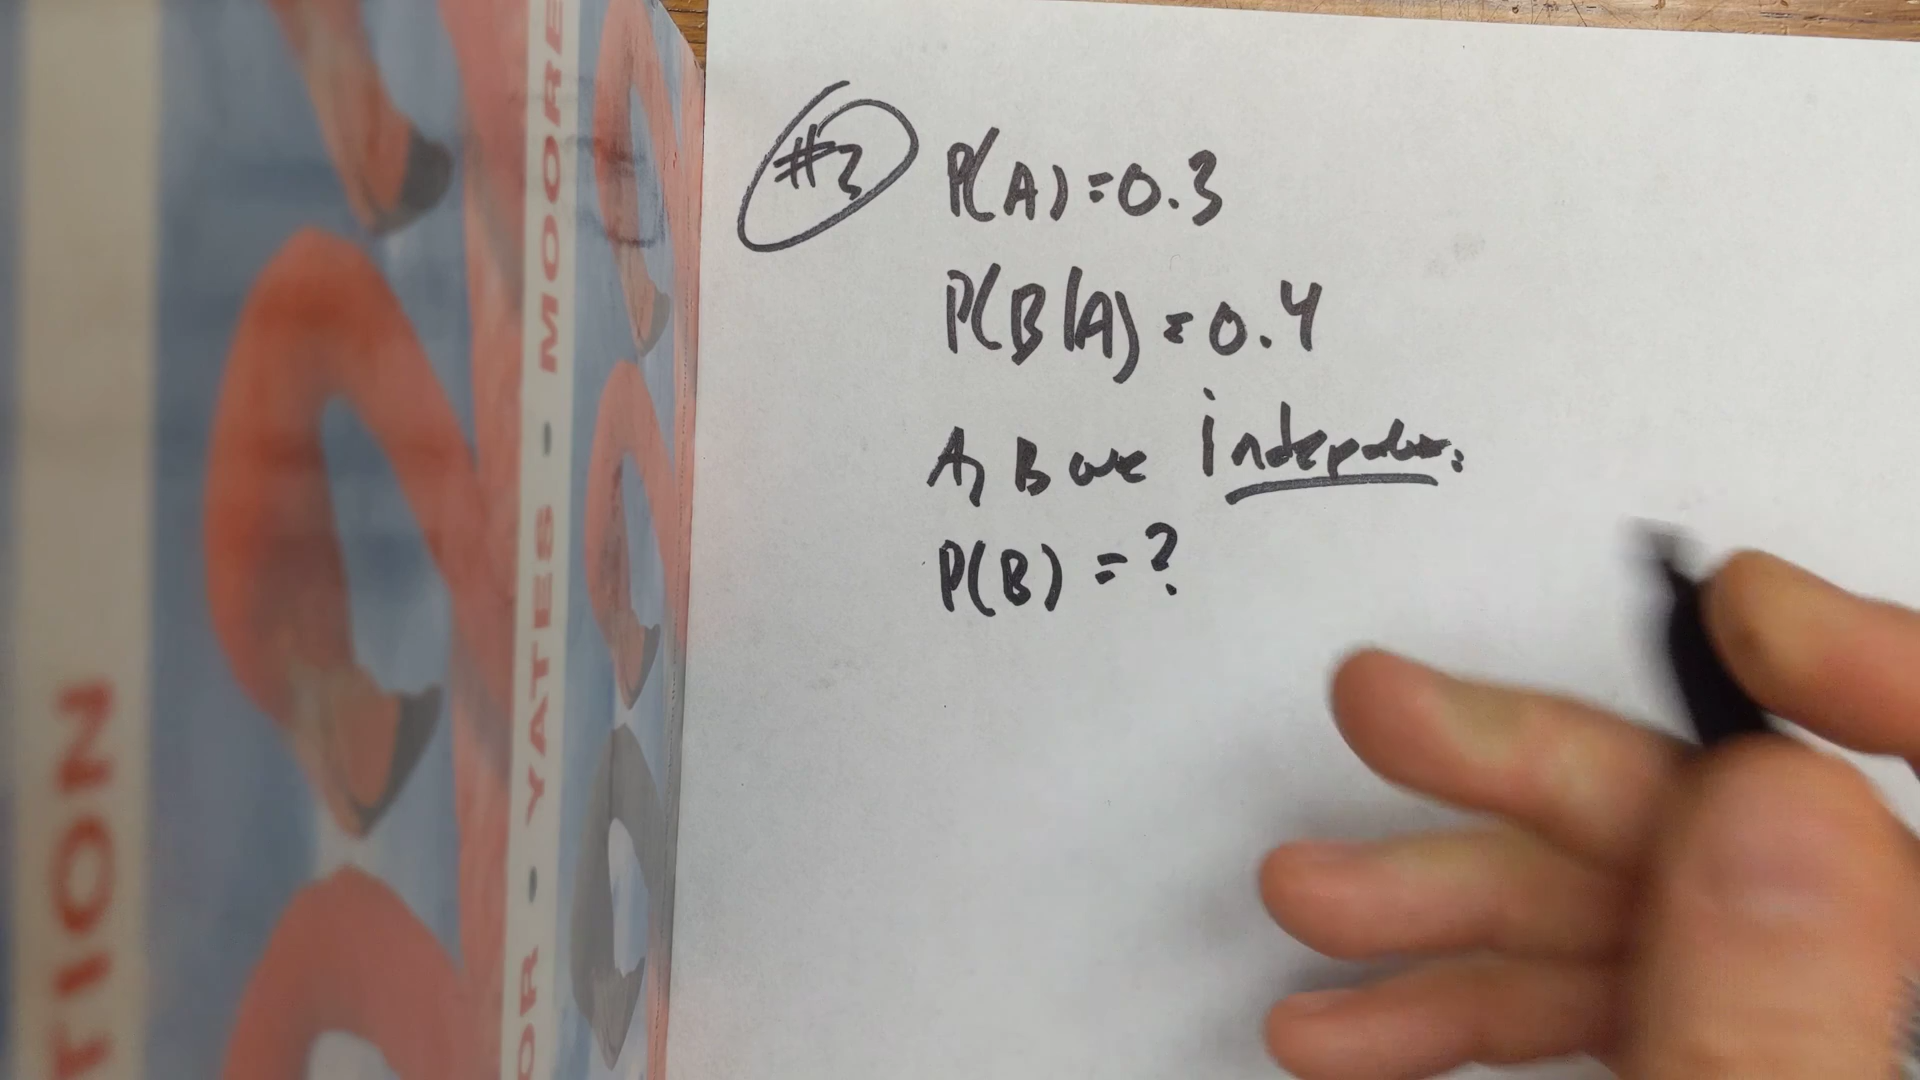 TION
OR • YATES • MOORE
#3
P(A)=0.3
P(B|A)=0.4
A, B are independent.
P(B) = ?